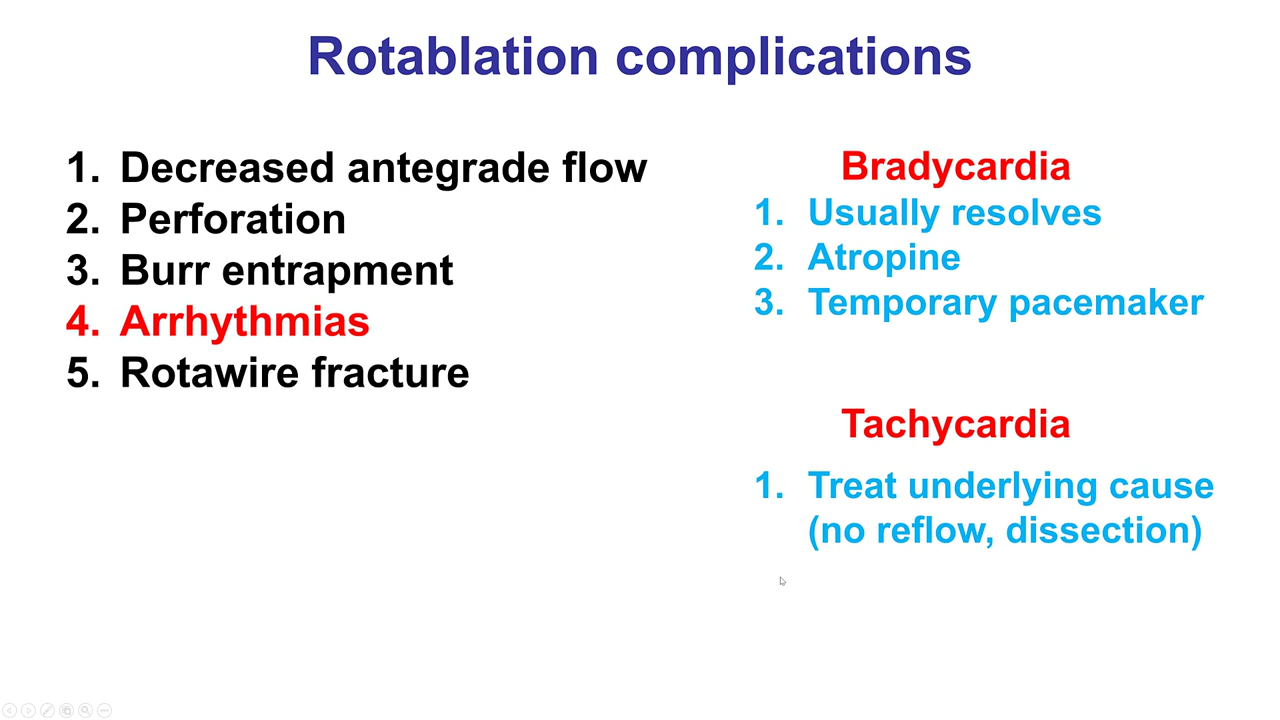 Rotablation complications
1. Decreased antegrade flow
2. Perforation
3. Burr entrapment
4. Arrhythmias
5. Rotawire fracture
Bradycardia
1. Usually resolves
2. Atropine
3. Temporary pacemaker
Tachycardia
1. Treat underlying cause
(no reflow, dissection)